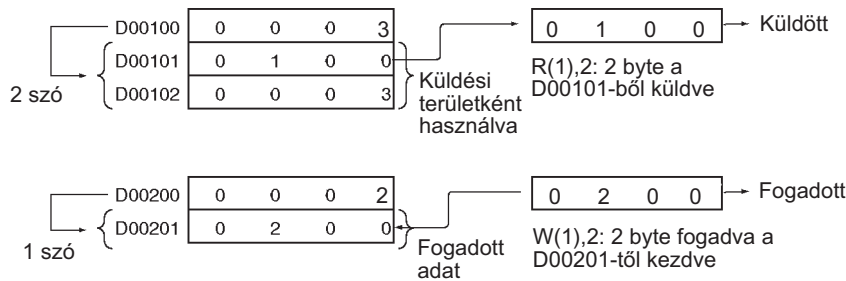 D00100 0 0 0 3
D00101 0 1 0 0
D00102 0 0 0 3
2 szó
Küldési
területként
használva
0 1 0 0
Küldött
R(1),2: 2 byte a
D00101-ből küldve
D00200 0 0 0 2
D00201 0 2 0 0
1 szó
Fogadott
adat
0 2 0 0
Fogadott
W(1),2: 2 byte fogadva a
D00201-től kezdve